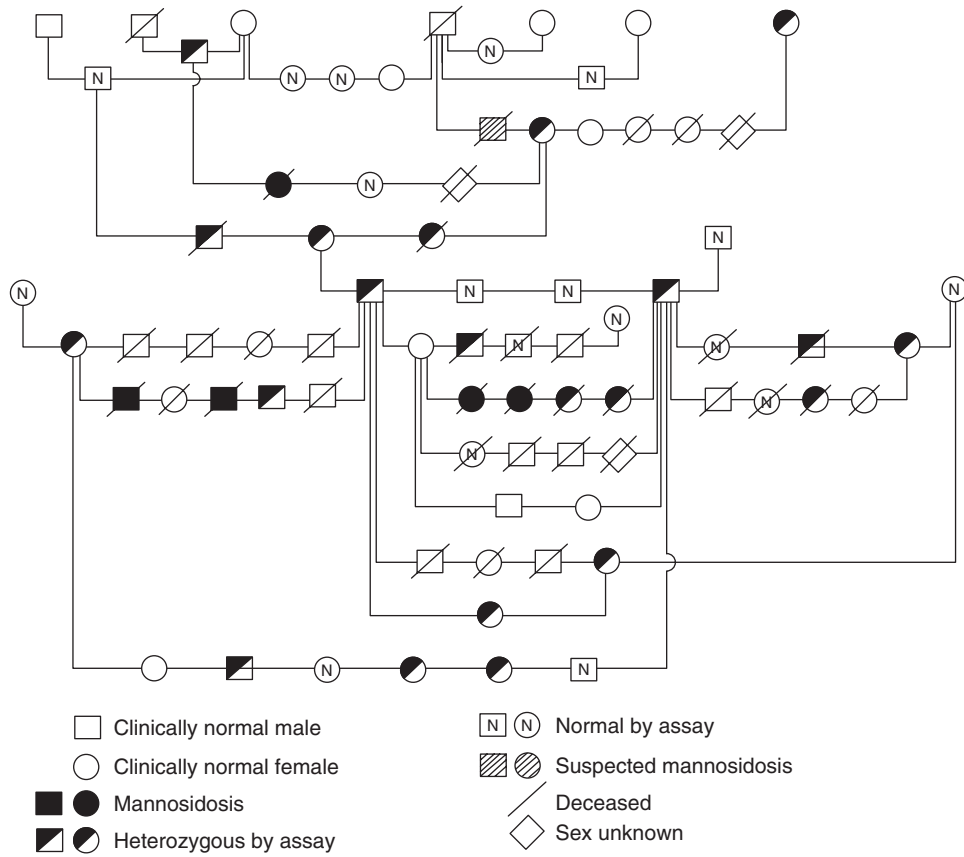 N
N N N N
N
N
N N N N
N
N N
N
N
N N
Clinically normal male
Clinically normal female
Mannosidosis
Heterozygous by assay
N N Normal by assay
Suspected mannosidosis
Deceased
Sex unknown